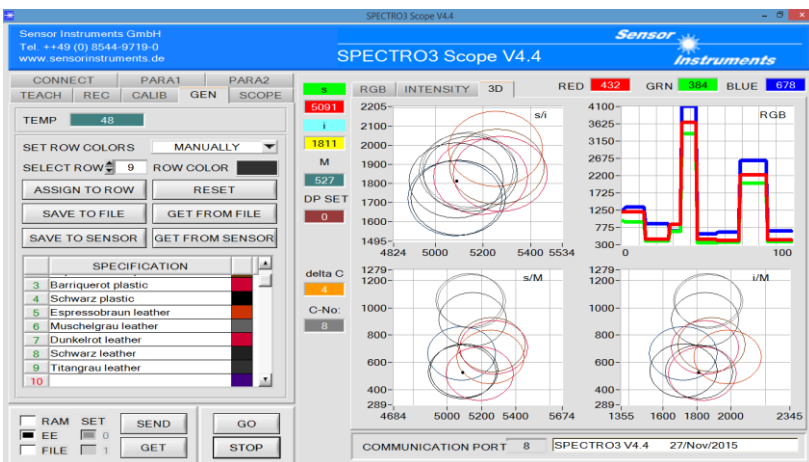 SPECTRO3 Scope V4.4
Sensor Instruments GmbH
Tel. ++49 (0) 8544-9719-0
www.sensorinstruments.de
SPECTRO3 Scope V4.4
Sensor
Instruments
CONNECT PARA1 PARA2
TEACH REC CALIB GEN SCOPE
TEMP 48
SET ROW COLORS MANUALLY
SELECT ROW 9 ROW COLOR
ASSIGN TO ROW RESET
SAVE TO FILE GET FROM FILE
SAVE TO SENSOR GET FROM SENSOR
SPECIFICATION
3 Barriquerot plastic
4 Schwarz plastic
5 Espressobraun leather
6 Muschelgrau leather
7 Dunkelrot leather
8 Schwarz leather
9 Titangrau leather
10
RAM SET
EE 0
FILE 1
SEND GO
GET STOP
s
5091
i
1811
M
527
DP SET
0
delta C
4
C-No:
8
RGB INTENSITY 3D
RED 432 GRN 384 BLUE 678
s/i
2205-
2100-
2000-
1900-
1800-
1700-
1600-
1495-
4824 5000 5200 5400 5534
RGB
4100-
3625-
3150-
2675-
2200-
1725-
1250-
775-
300-
0 100
s/M
1279-
1200-
1000-
800-
600-
400-
289-
4684 5000 5200 5400 5674
i/M
1279-
1200-
1000-
800-
600-
400-
289-
1355 1600 1800 2000 2345
COMMUNICATION PORT 8 SPECTRO3 V4.4 27/Nov/2015